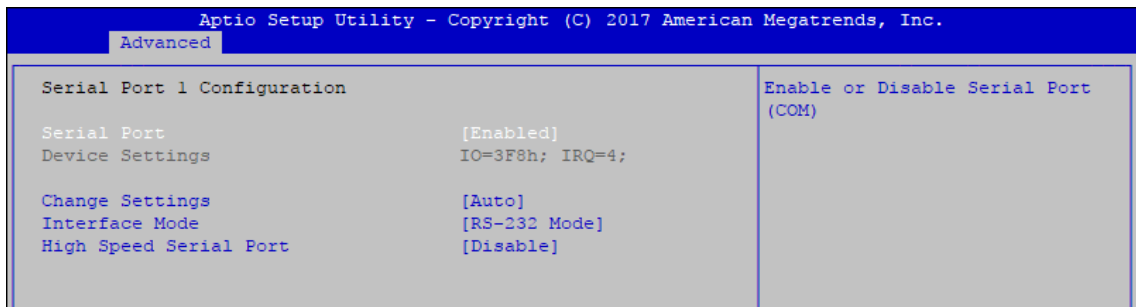 Aptio Setup Utility - Copyright (C) 2017 American Megatrends, Inc.
Advanced
Serial Port 1 Configuration
Serial Port [Enabled]
Device Settings IO=3F8h; IRQ=4;
Change Settings [Auto]
Interface Mode [RS-232 Mode]
High Speed Serial Port [Disable]
Enable or Disable Serial Port
(COM)